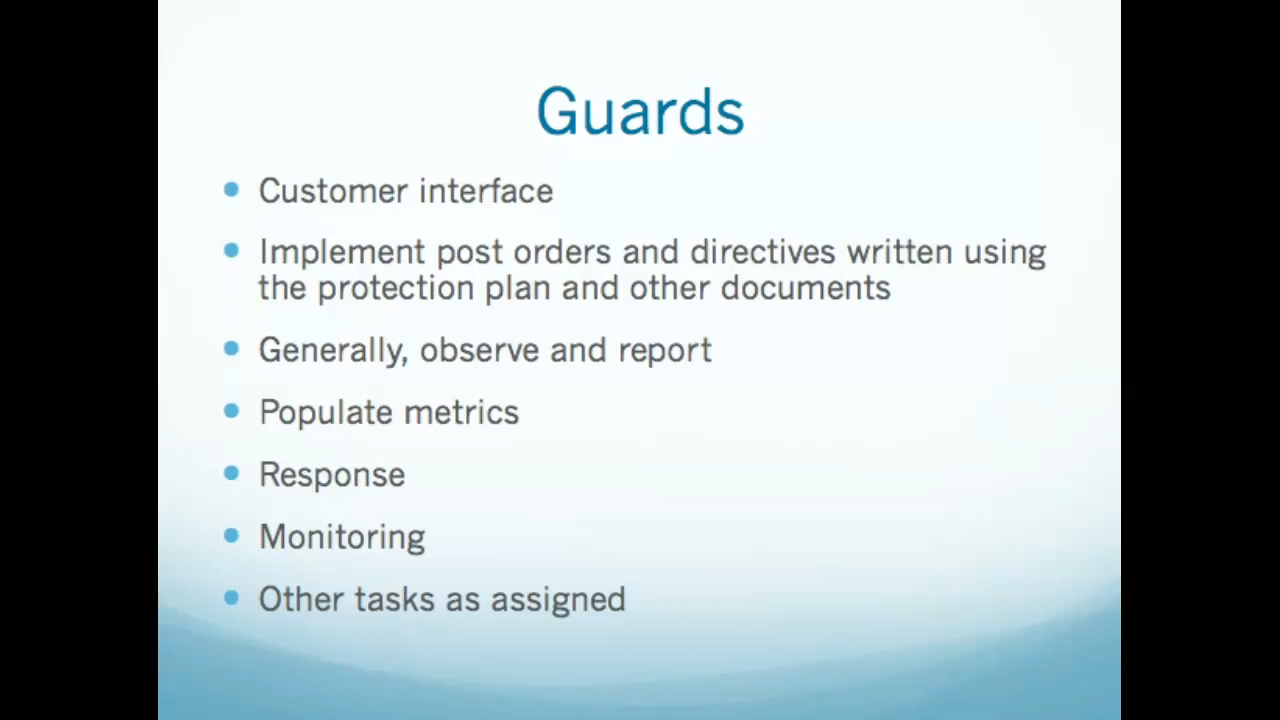 Guards
• Customer interface
• Implement post orders and directives written using
the protection plan and other documents
• Generally, observe and report
• Populate metrics
• Response
• Monitoring
• Other tasks as assigned